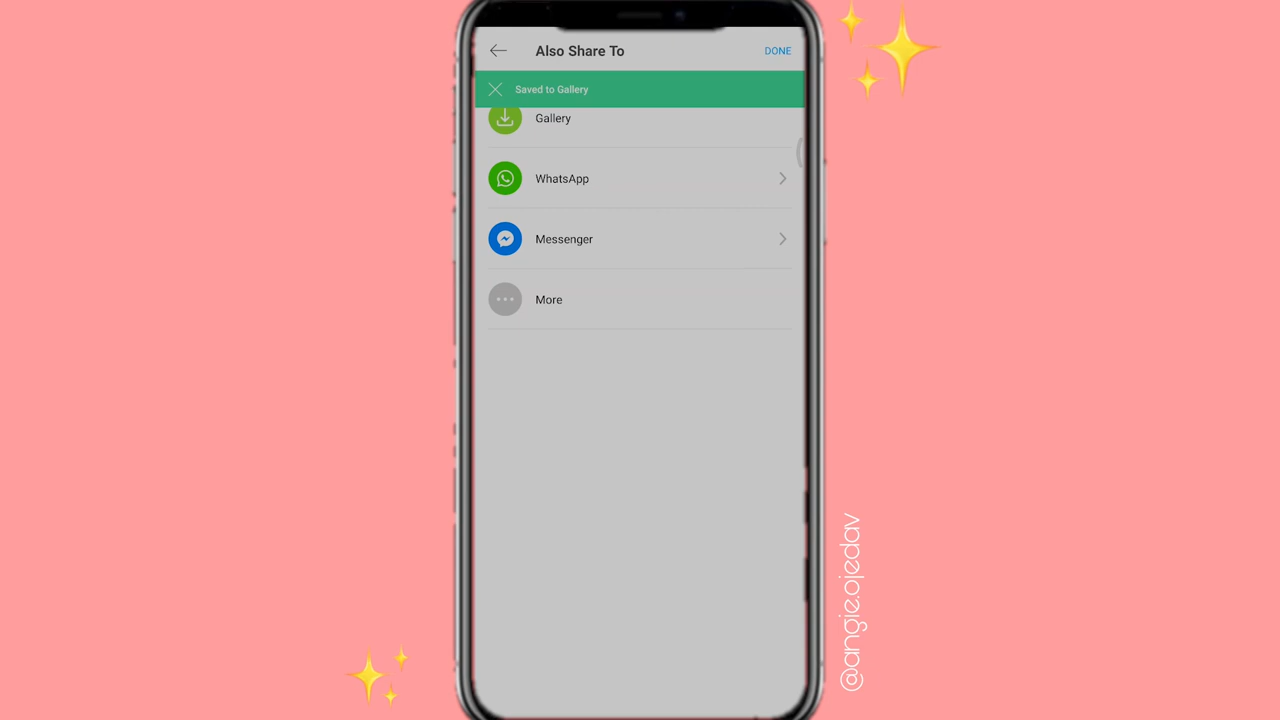 Also Share To
DONE
Saved to Gallery
Gallery
WhatsApp
Messenger
More
@angie.ojedav